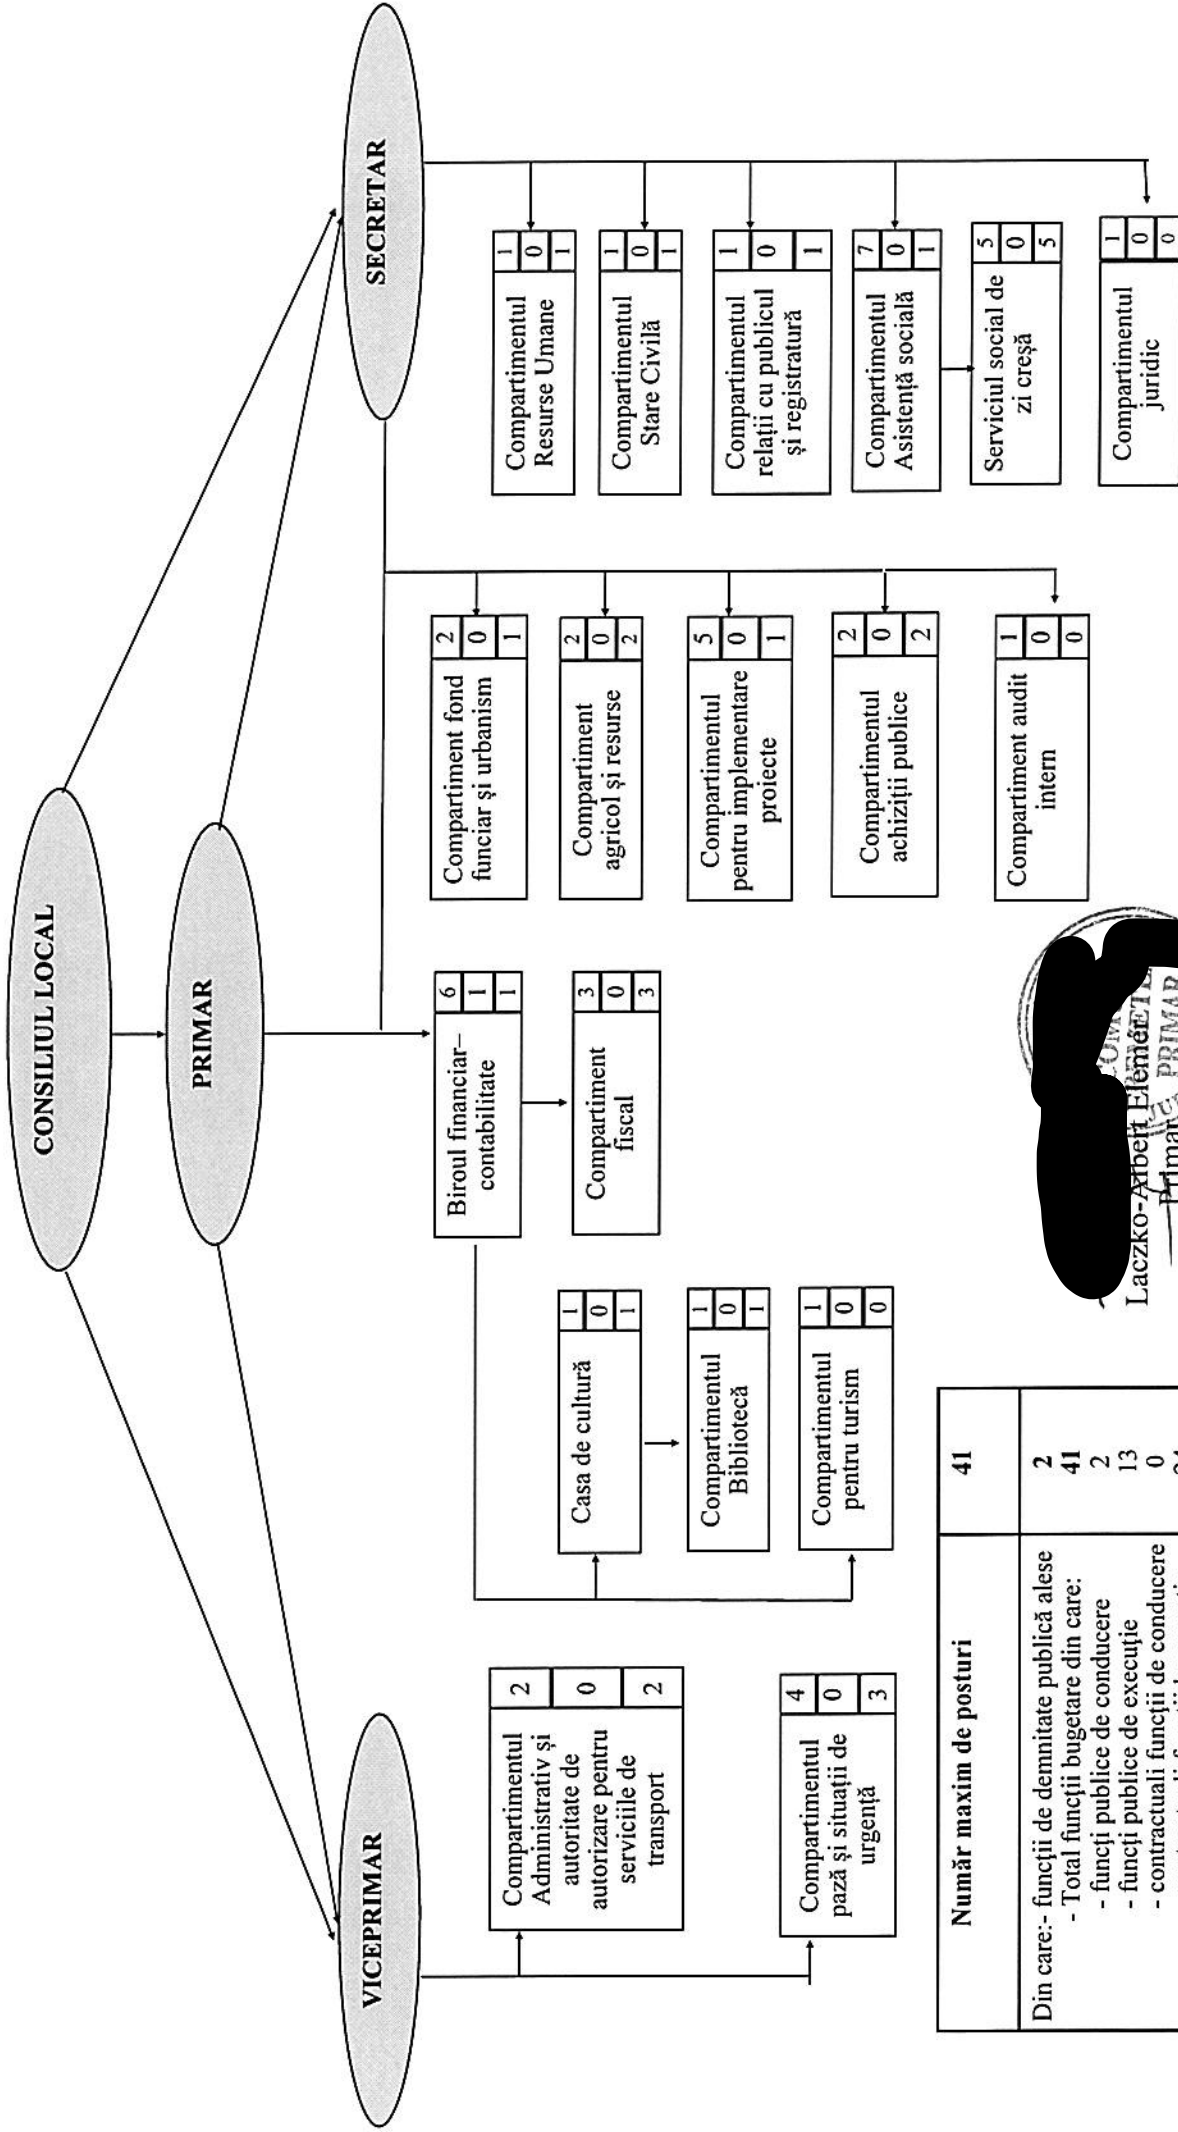 CONSILIUL LOCAL
PRIMAR
VICEPRIMAR
SECRETAR
Compartimentul
Administrativ și
autoritate de
autorizare pentru
serviciile de
transport
2
0
2
Compartimentul
pază și situații de
urgență
4
0
3
Biroul financiar–
contabilitate
6
1
1
Compartiment
fiscal
3
0
3
Casa de cultură
1
0
1
Compartimentul
Bibliotecă
1
0
1
Compartimentul
pentru turism
1
0
0
Compartiment fond
funciar și urbanism
2
0
1
Compartiment
agricol și resurse
2
0
2
Compartimentul
pentru implementare
proiecte
5
0
1
Compartimentul
achiziții publice
2
0
2
Compartiment audit
intern
1
0
0
Compartimentul
Resurse Umane
1
0
1
Compartimentul
Stare Civilă
1
0
1
Compartimentul
relații cu publicul
și registratură
1
0
1
Compartimentul
Asistență socială
7
0
1
Serviciul social de
zi creșă
5
0
5
Compartimentul
juridic
1
0
0
Număr maxim de posturi 41
Din care:- funcții de demnitate publică alese 2
- Total funcții bugetare din care: 41
- funcți publice de conducere 2
- funcți publice de execuție 13
- contractuali funcții de conducere 0
Laczko-Albert Elemér
Primar
PRIMAR